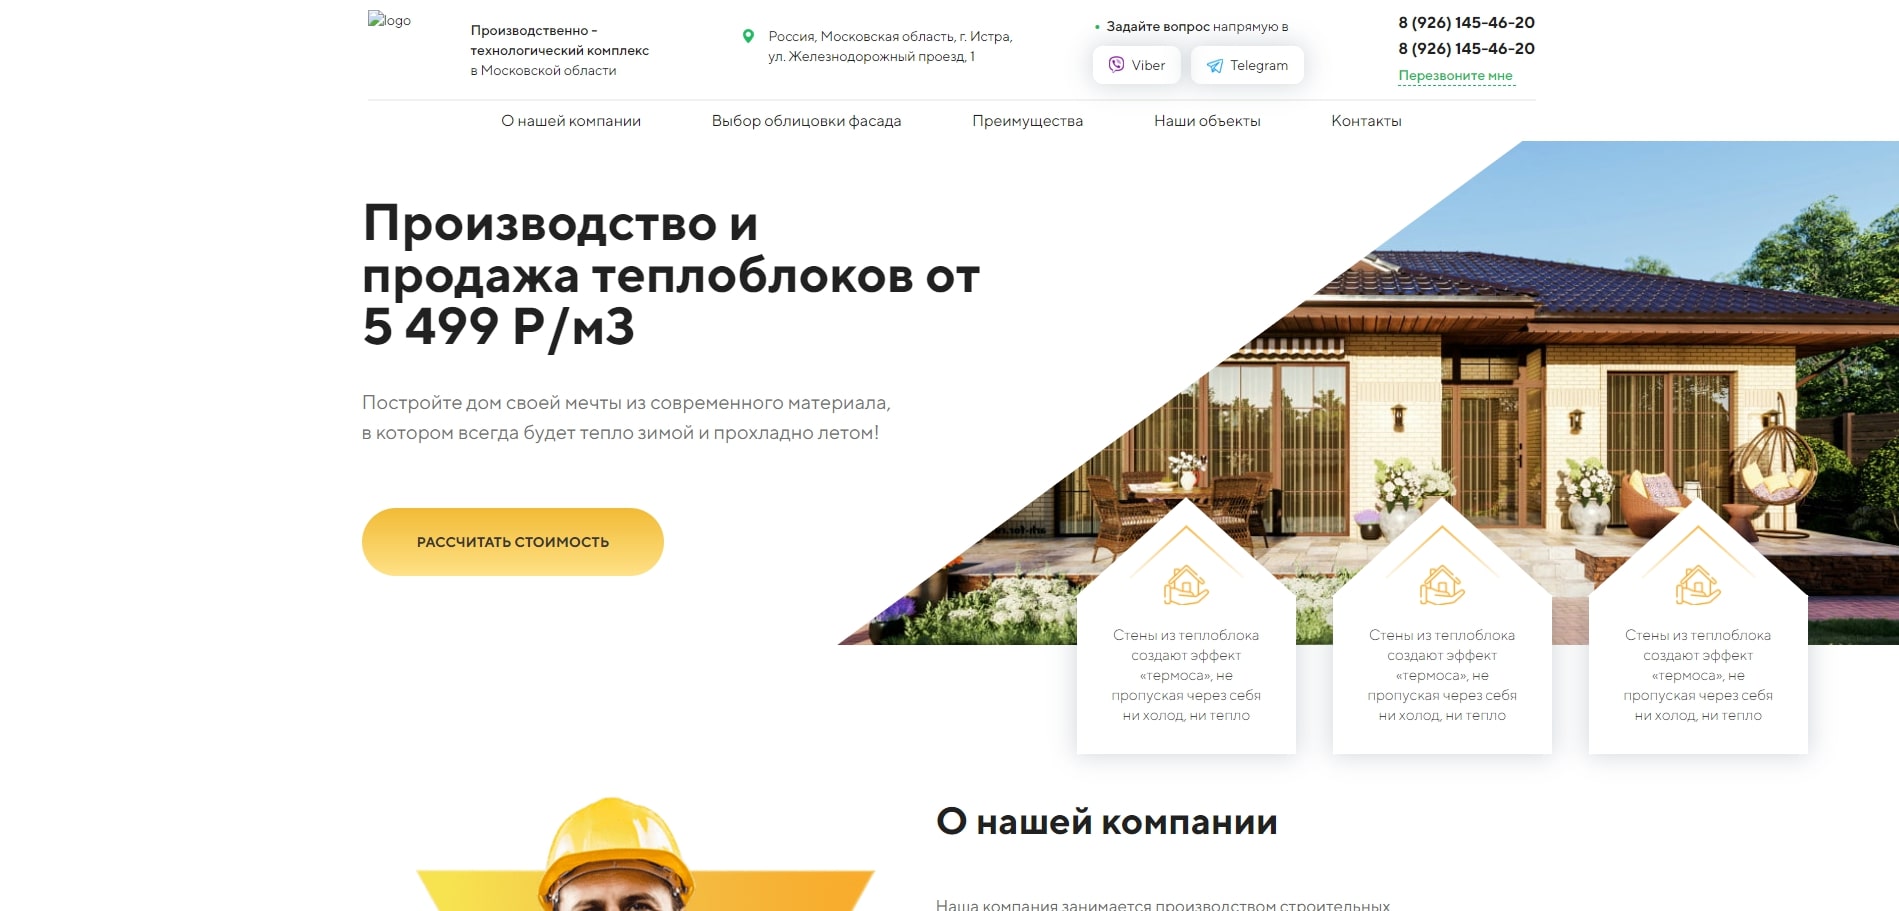 logo
Производственно -
технологический комплекс
в Московской области
Россия, Московская область, г. Истра,
ул. Железнодорожный проезд, 1
Задайте вопрос напрямую в
Viber
Telegram
8 (926) 145-46-20
8 (926) 145-46-20
Перезвоните мне
О нашей компании
Выбор облицовки фасада
Преимущества
Наши объекты
Контакты
Производство и
продажа теплоблоков от
5 499 Р/м3
Постройте дом своей мечты из современного материала,
в котором всегда будет тепло зимой и прохладно летом!
РАССЧИТАТЬ СТОИМОСТЬ
Стены из теплоблока
создают эффект
«термоса», не
пропуская через себя
ни холод, ни тепло
Стены из теплоблока
создают эффект
«термоса», не
пропуская через себя
ни холод, ни тепло
Стены из теплоблока
создают эффект
«термоса», не
пропуская через себя
ни холод, ни тепло
О нашей компании
Наша компания занимается производством строительных